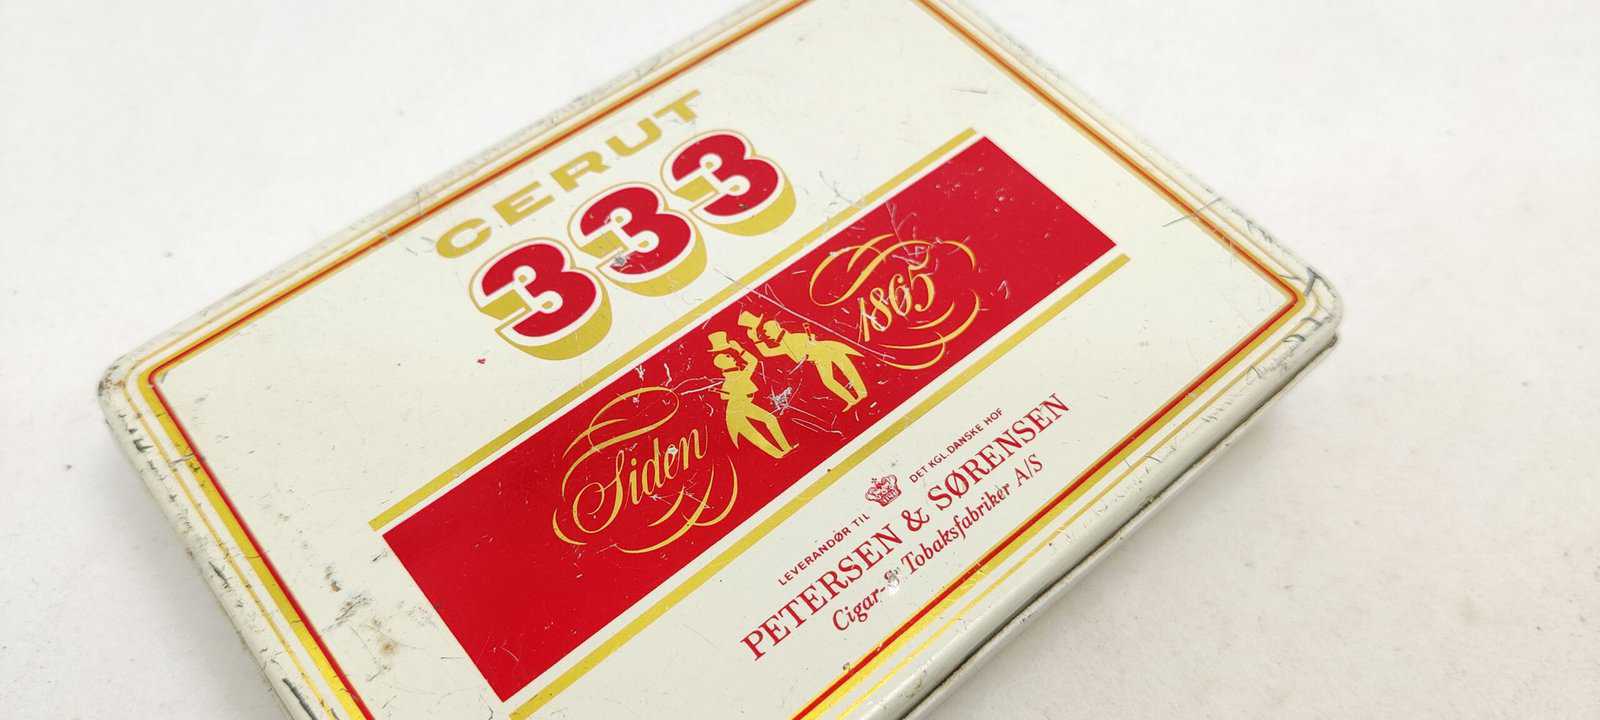 CERUT
333
Siden 1865
LEVERANDØR TIL DET KGL. DANSKE HOF
PETERSEN & SØRENSEN
Cigar- & Tobaksfabriker A/S